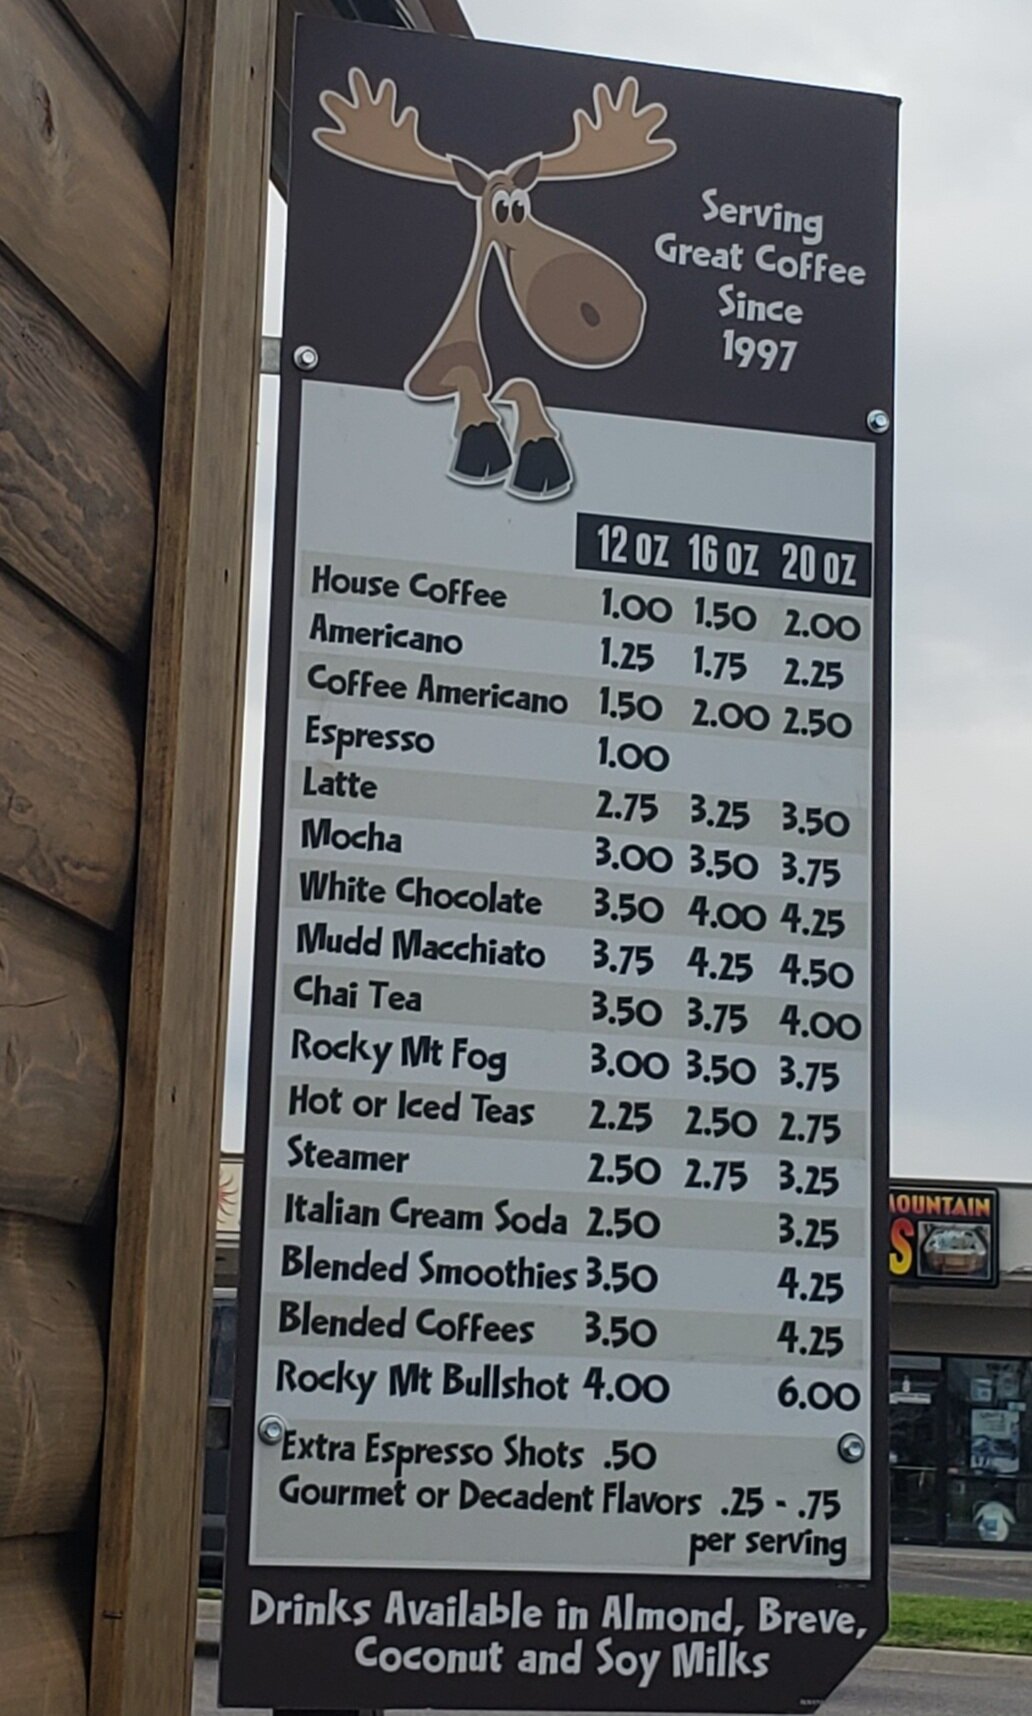 Serving
Great Coffee
Since
1997
12 OZ 16 OZ 20 OZ
House Coffee 1.00 1.50 2.00
Americano 1.25 1.75 2.25
Coffee Americano 1.50 2.00 2.50
Espresso 1.00
Latte 2.75 3.25 3.50
Mocha 3.00 3.50 3.75
White Chocolate 3.50 4.00 4.25
Mudd Macchiato 3.75 4.25 4.50
Chai Tea 3.50 3.75 4.00
Rocky Mt Fog 3.00 3.50 3.75
Hot or Iced Teas 2.25 2.50 2.75
Steamer 2.50 2.75 3.25
Italian Cream Soda 2.50 3.25
Blended Smoothies 3.50 4.25
Blended Coffees 3.50 4.25
Rocky Mt Bullshot 4.00 6.00
Extra Espresso Shots .50
Gourmet or Decadent Flavors .25 - .75
per serving
Drinks Available in Almond, Breve,
Coconut and Soy Milks
OUNTAIN
S